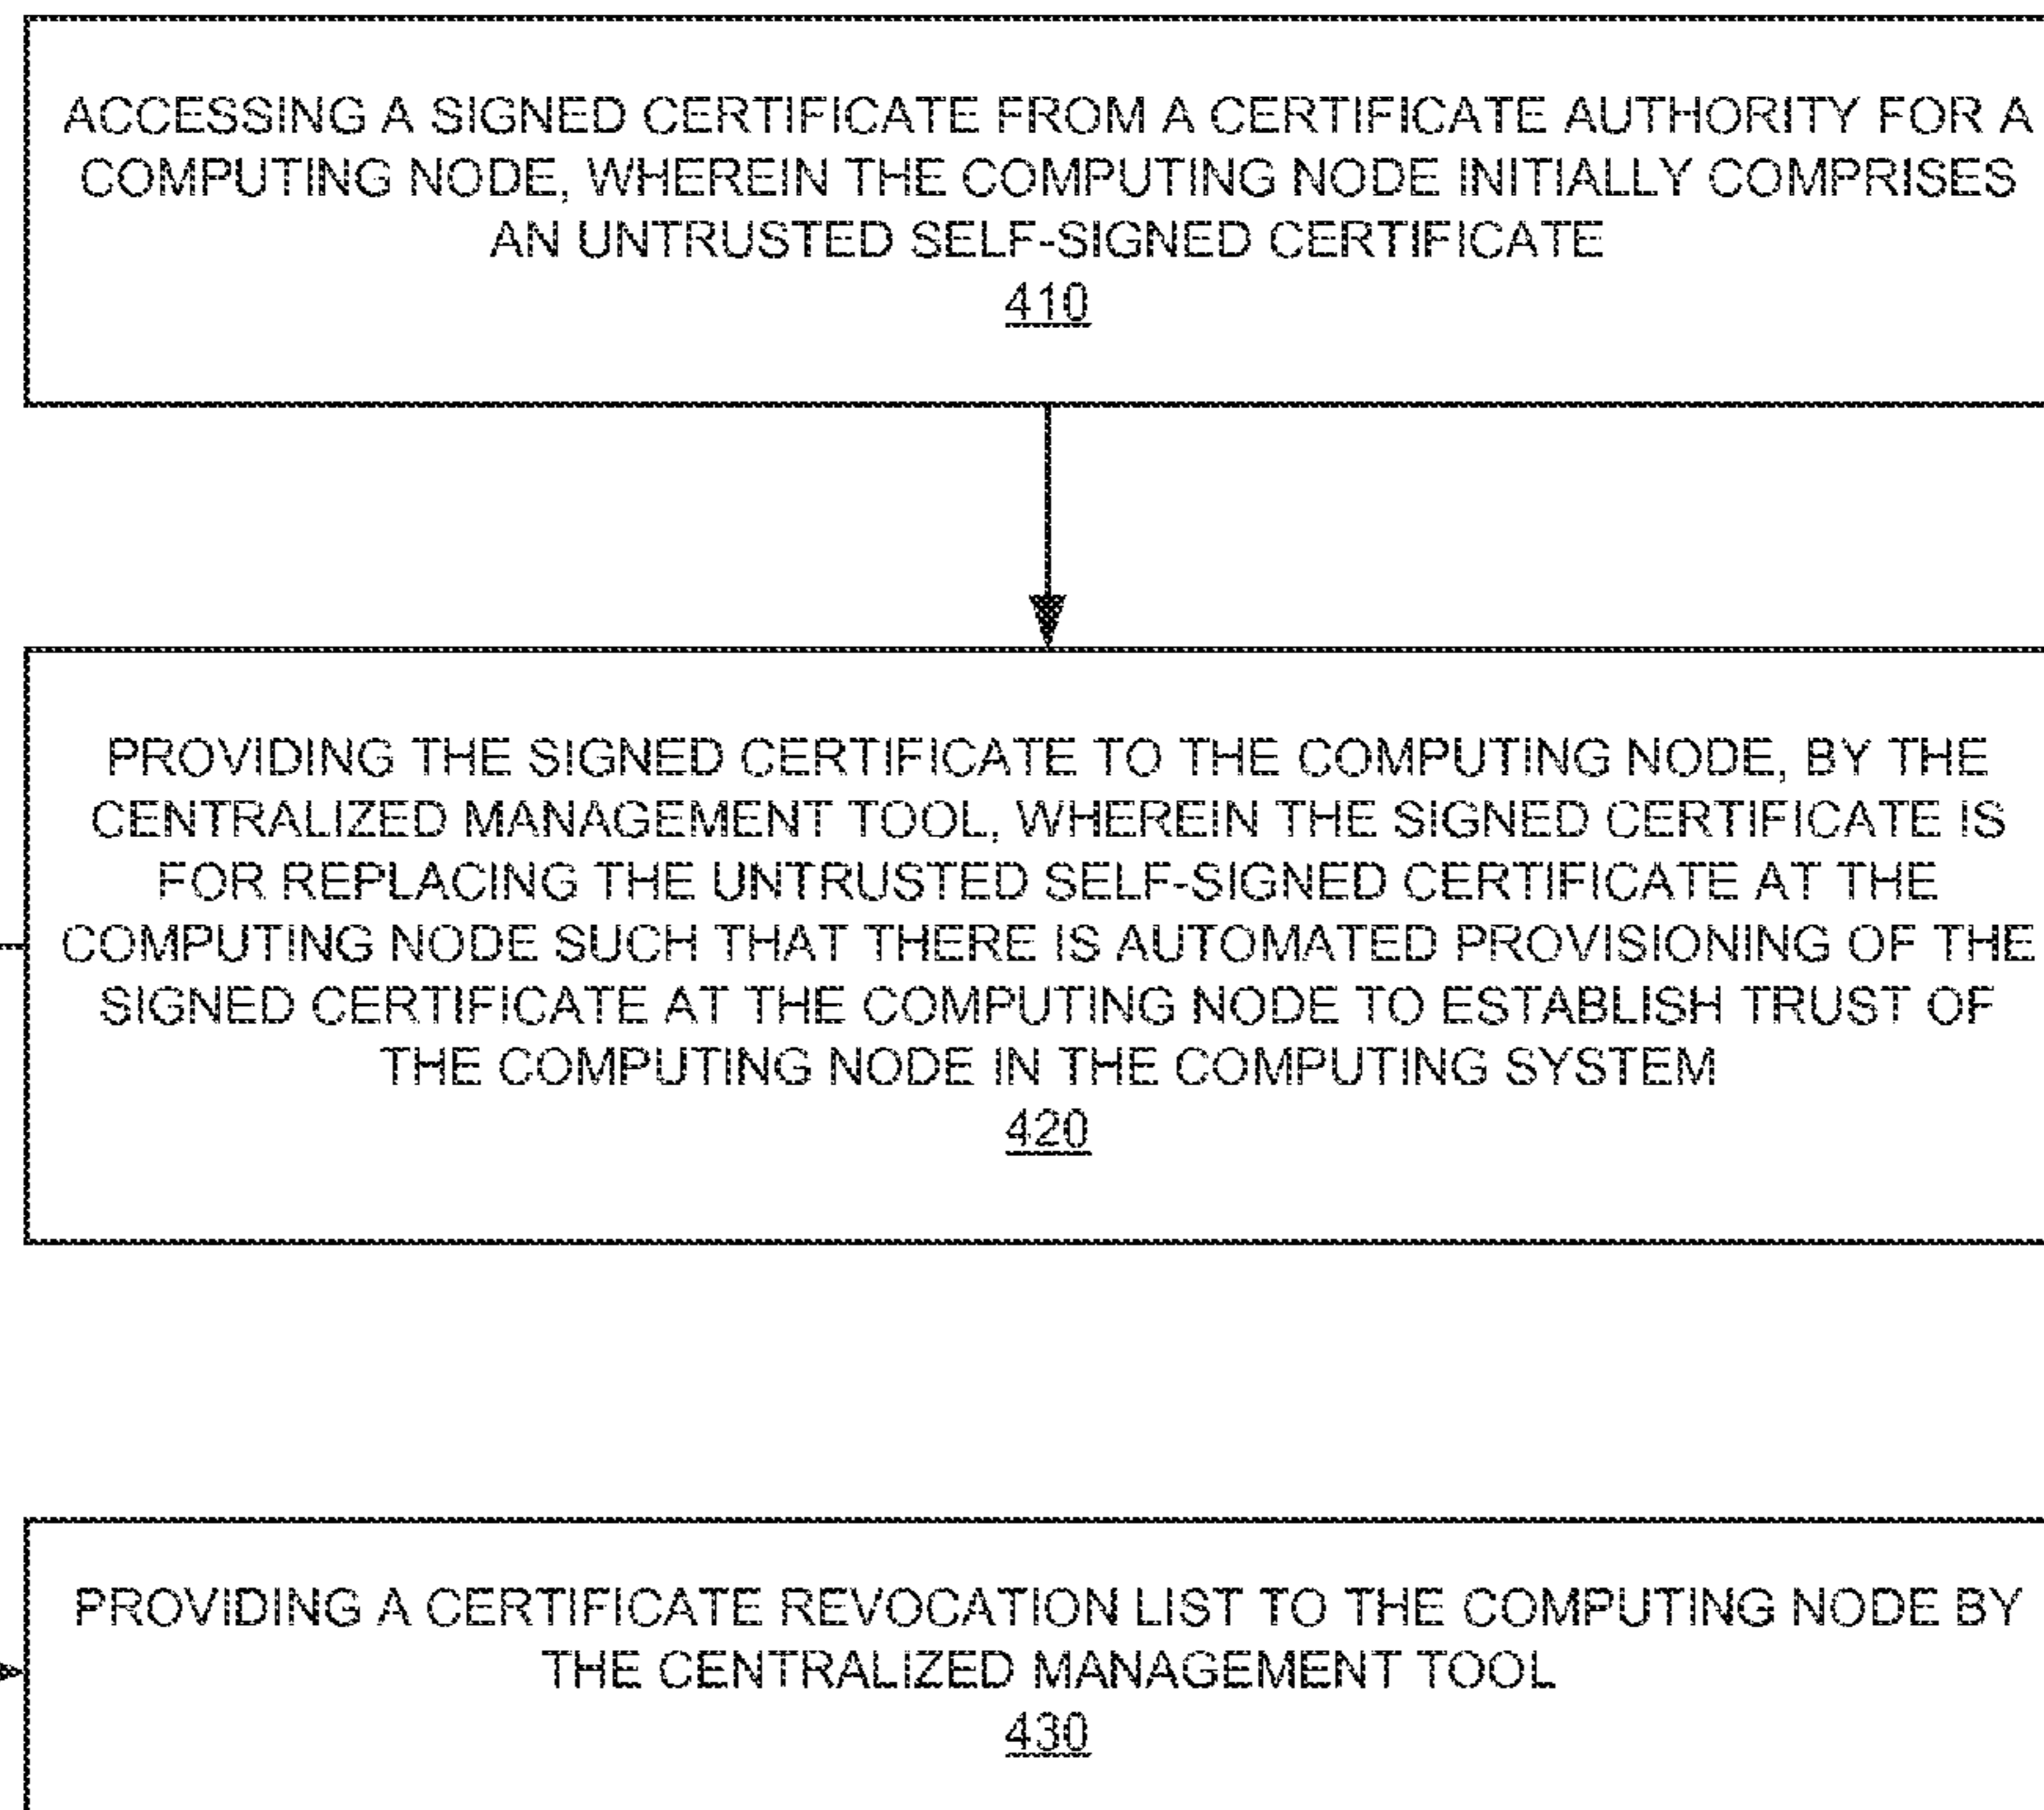 ACCESSING A SIGNED CERTIFICATE FROM A CERTIFICATE AUTHORITY FOR A
COMPUTING NODE, WHEREIN THE COMPUTING NODE INITIALLY COMPRISES
AN UNTRUSTED SELF-SIGNED CERTIFICATE
410
PROVIDING THE SIGNED CERTIFICATE TO THE COMPUTING NODE, BY THE
CENTRALIZED MANAGEMENT TOOL, WHEREIN THE SIGNED CERTIFICATE IS
FOR REPLACING THE UNTRUSTED SELF-SIGNED CERTIFICATE AT THE
COMPUTING NODE SUCH THAT THERE IS AUTOMATED PROVISIONING OF THE
SIGNED CERTIFICATE AT THE COMPUTING NODE TO ESTABLISH TRUST OF
THE COMPUTING NODE IN THE COMPUTING SYSTEM
420
PROVIDING A CERTIFICATE REVOCATION LIST TO THE COMPUTING NODE BY
THE CENTRALIZED MANAGEMENT TOOL
430